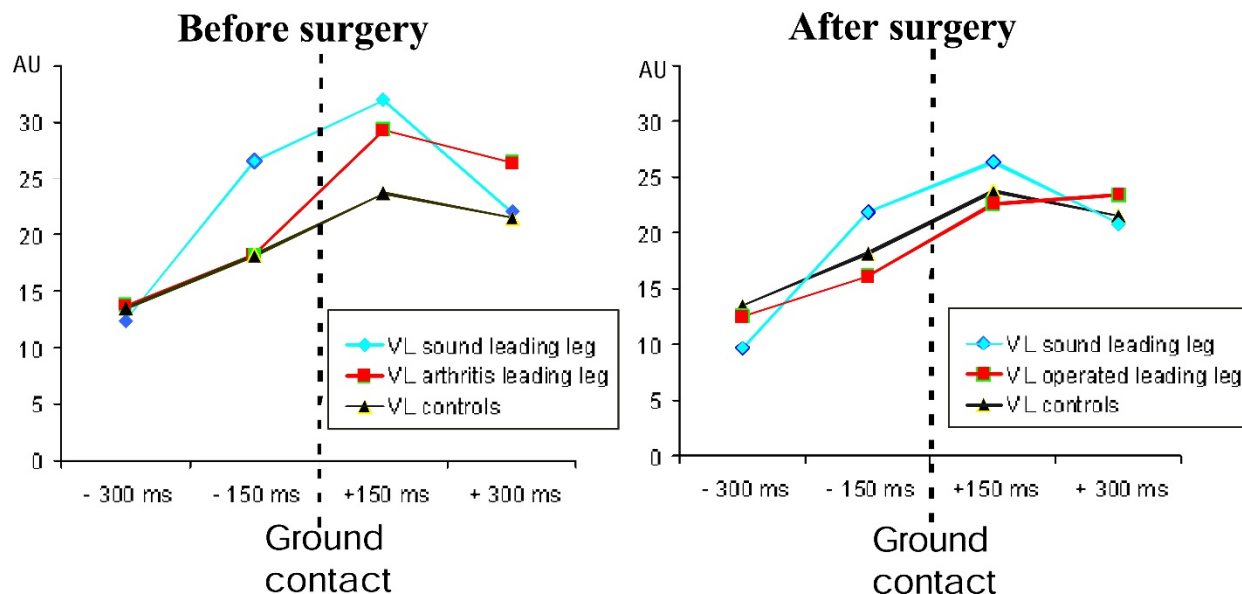 Before surgery
AU
30
25
20
15
10
5
0
VL sound leading leg
VL arthritis leading leg
VL controls
- 300 ms
- 150 ms
+150 ms
+ 300 ms
Ground
contact
After surgery
AU
30
25
20
15
10
5
0
VL sound leading leg
VL operated leading leg
VL controls
- 300 ms
- 150 ms
+150 ms
+ 300 ms
Ground
contact